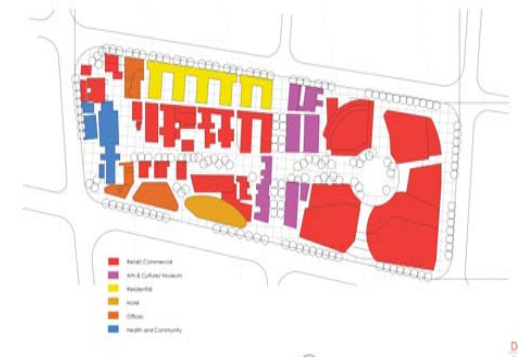 Retail/ Commercial
Arts & Cultural/ Museum
Residential
Hotel
Offices
Health and Community
D